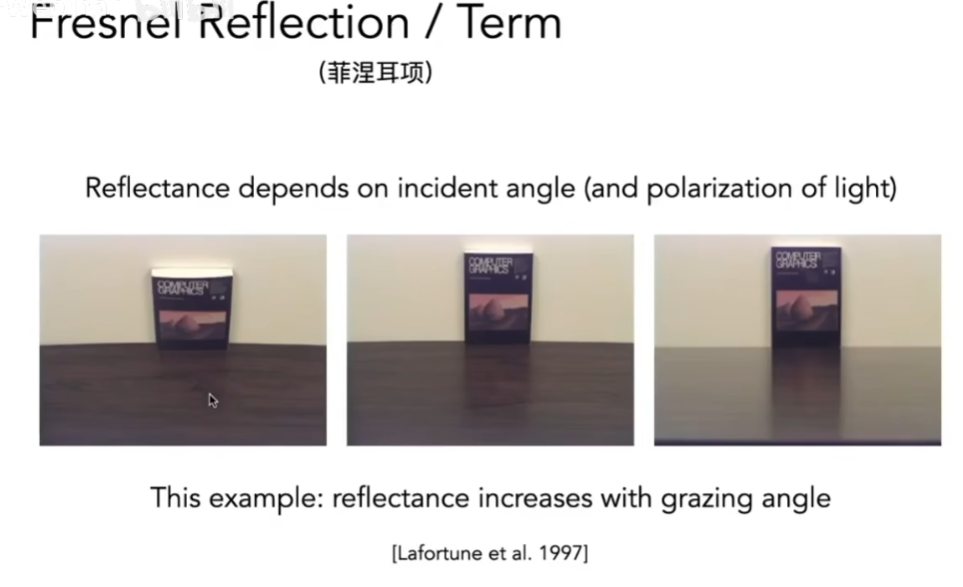 Fresnel Reflection / Term
(菲涅耳项)
Reflectance depends on incident angle (and polarization of light)
COMPUTER
GRAPHICS
COMPUTER
GRAPHICS
COMPUTER
GRAPHICS
This example: reflectance increases with grazing angle
[Lafortune et al. 1997]